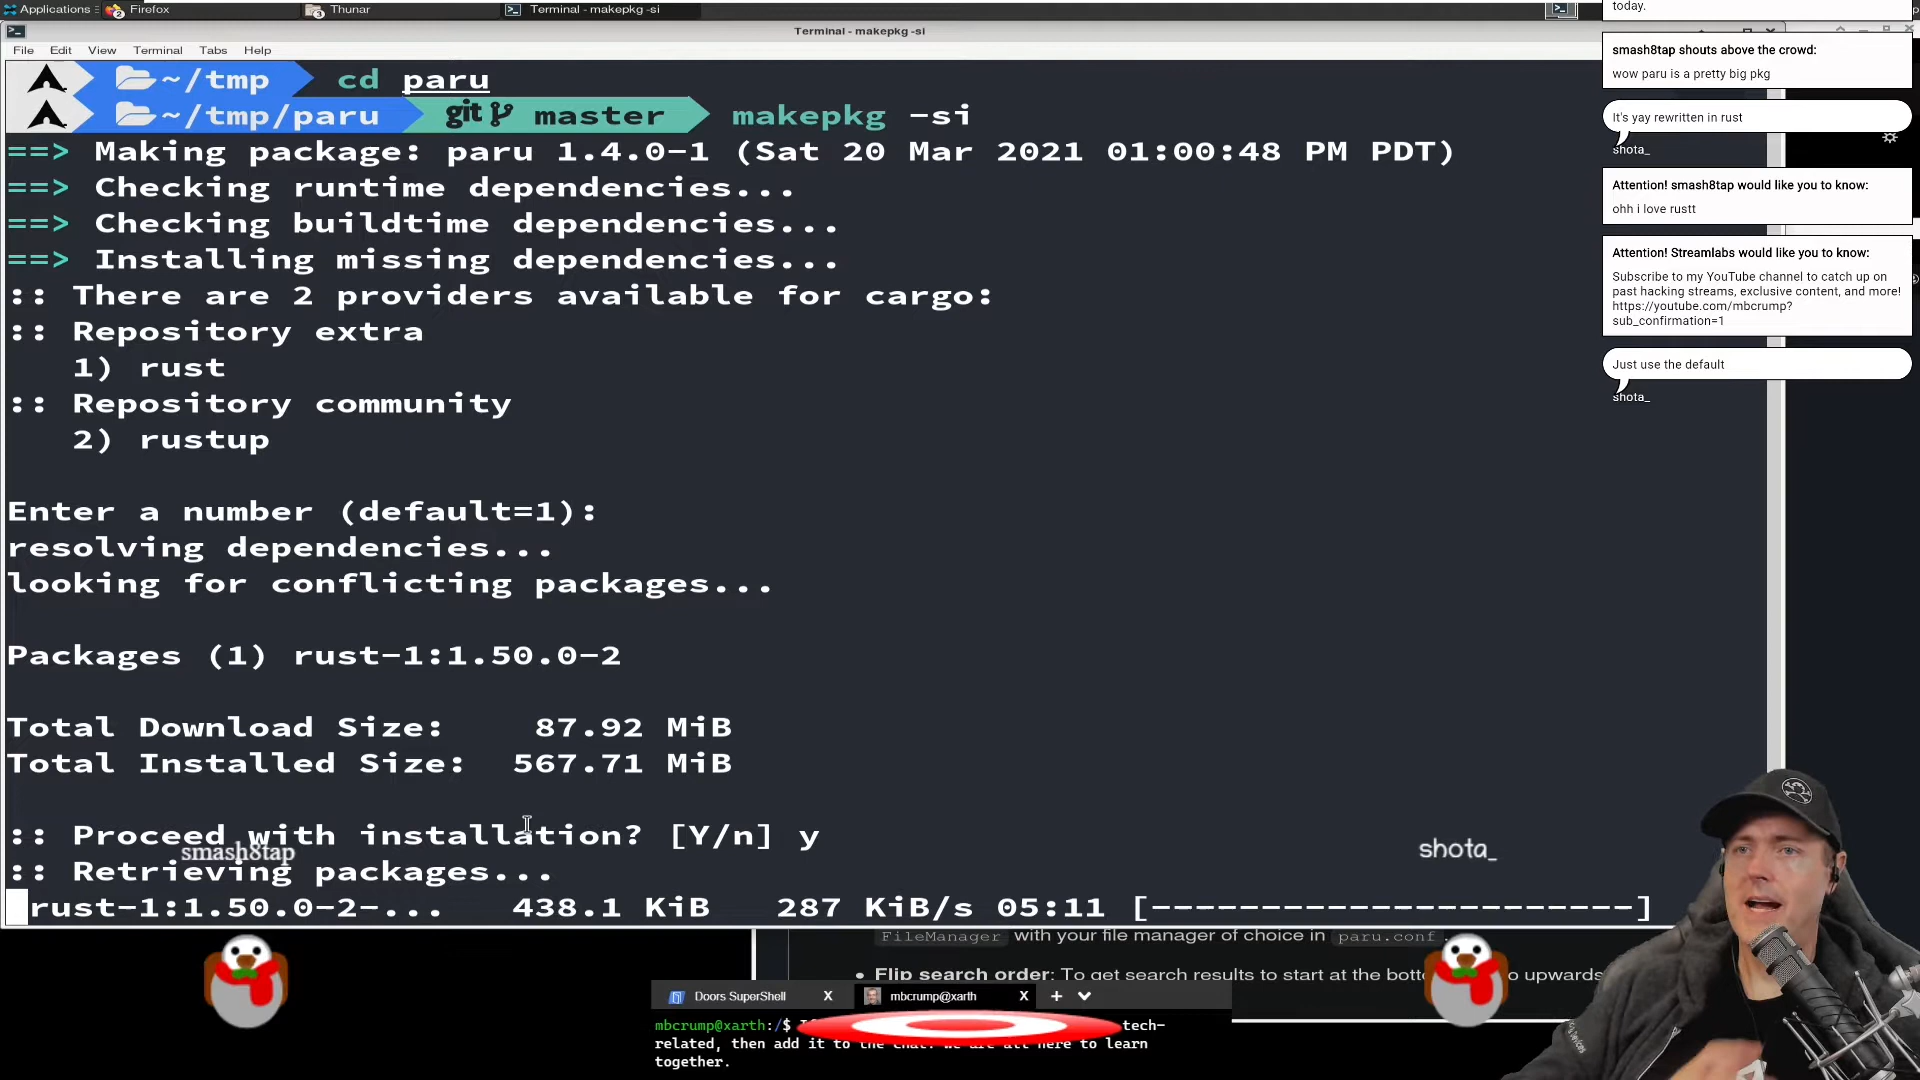 Applications
Firefox
Thunar
Terminal - makepkg -si
Terminal - makepkg -si
File Edit View Terminal Tabs Help
~/tmp cd paru
~/tmp/paru git master makepkg -si
==> Making package: paru 1.4.0-1 (Sat 20 Mar 2021 01:00:48 PM PDT)
==> Checking runtime dependencies...
==> Checking buildtime dependencies...
==> Installing missing dependencies...
:: There are 2 providers available for cargo:
:: Repository extra
1) rust
:: Repository community
2) rustup
Enter a number (default=1):
resolving dependencies...
looking for conflicting packages...
Packages (1) rust-1:1.50.0-2
Total Download Size: 87.92 MiB
Total Installed Size: 567.71 MiB
:: Proceed with installation? [Y/n] y
:: Retrieving packages...
rust-1:1.50.0-2-... 438.1 KiB 287 KiB/s 05:11 [----------------------]
today.
smash8tap shouts above the crowd:
wow paru is a pretty big pkg
It's yay rewritten in rust
shota_
Attention! smash8tap would like you to know:
ohh i love rustt
Attention! Streamlabs would like you to know:
Subscribe to my YouTube channel to catch up on
past hacking streams, exclusive content, and more!
https://youtube.com/mbcrump?
sub_confirmation=1
Just use the default
shota_
smash8tap
shota_
FileManager with your file manager of choice in paru.conf.
• Flip search order: To get search results to start at the upwards
Doors SuperShell X
mbcrump@xarth X +
mbcrump@xarth:/$ tech-
related, then add it to the chat. We are all here to learn
together.